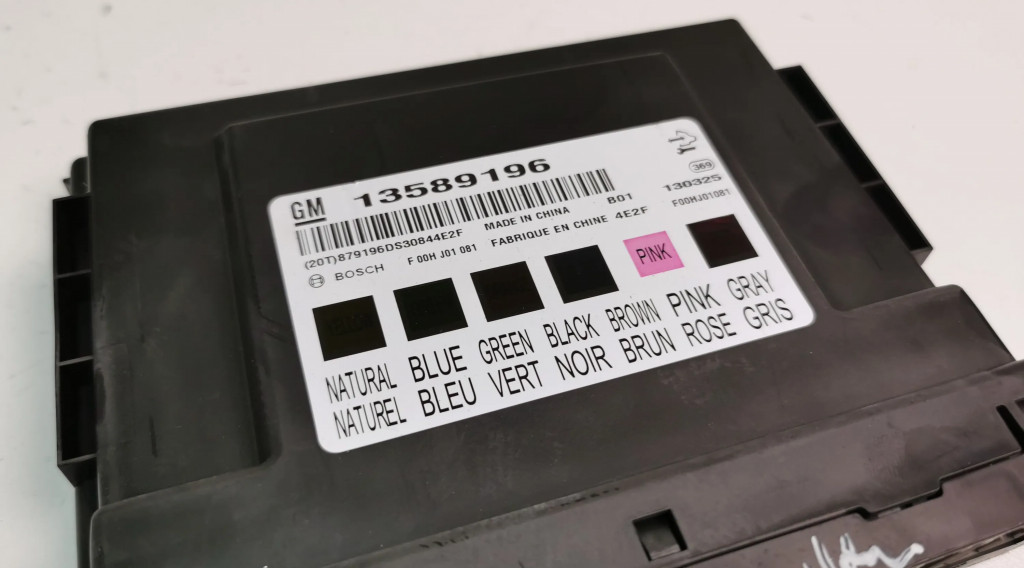 GM 13589196
369
(20T)879196DS30844E2F MADE IN CHINA B01 13032S
BOSCH F 00H J01 081 FABRIQUE EN CHINE 4E2F F00HJ01081
PINK
NATURAL BLUE GREEN BLACK BROWN PINK GRAY
NATUREL BLEU VERT NOIR BRUN ROSE GRIS